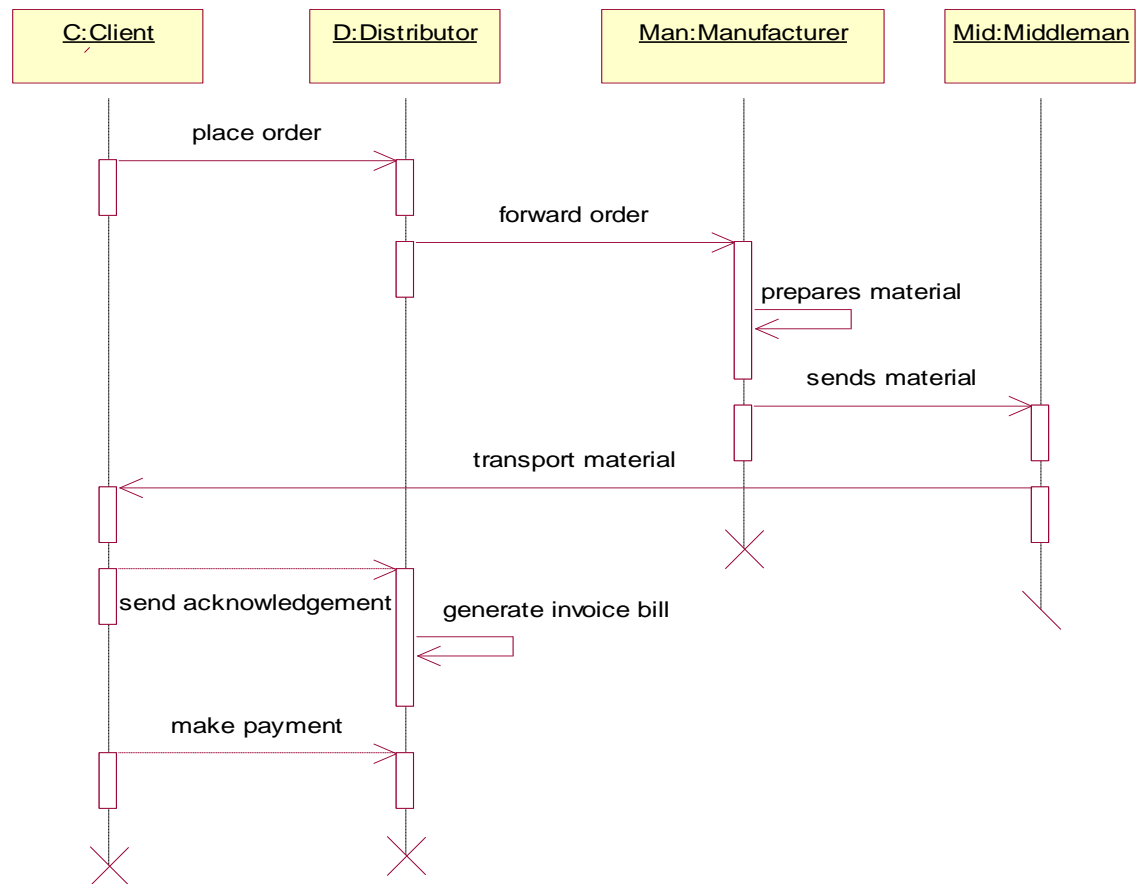 C:Client
D:Distributor
Man:Manufacturer
Mid:Middleman
place order
forward order
prepares material
sends material
transport material
send acknowledgement
generate invoice bill
make payment